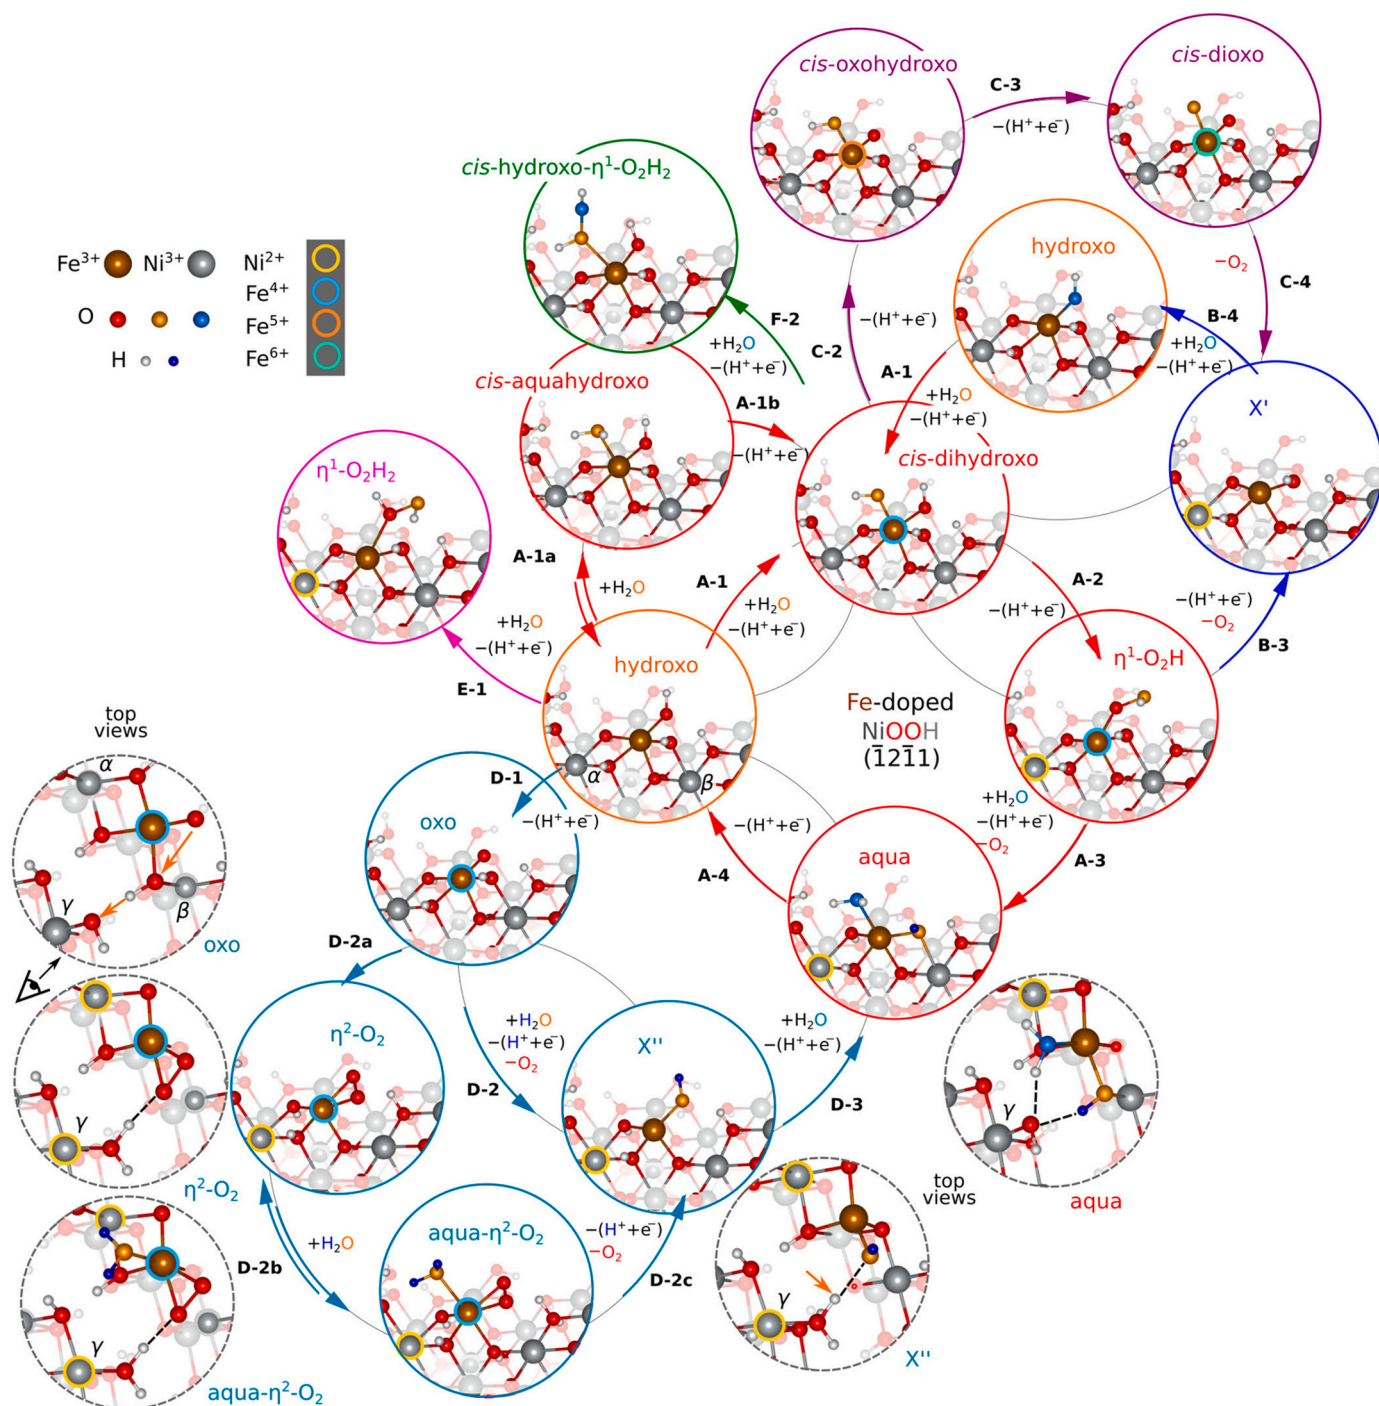 cis-oxohydroxo
C-3
−(H⁺+e⁻)
cis-dioxo
cis-hydroxo-η¹-O₂H₂
hydroxo
−O₂
C-4
Fe³⁺
Ni³⁺
O
H
Ni²⁺
Fe⁴⁺
Fe⁵⁺
Fe⁶⁺
F-2
+H₂O
−(H⁺+e⁻)
C-2
−(H⁺+e⁻)
A-1
+H₂O
−(H⁺+e⁻)
B-4
+H₂O
−(H⁺+e⁻)
cis-aquahydroxo
A-1b
−(H⁺+e⁻)
cis-dihydroxo
X'
η¹-O₂H₂
A-1a
+H₂O
A-1
+H₂O
−(H⁺+e⁻)
A-2
−(H⁺+e⁻)
−(H⁺+e⁻)
−O₂
B-3
+H₂O
−(H⁺+e⁻)
E-1
hydroxo
α
β
Fe-doped
NiOOH
(1̅21̅1)
η¹-O₂H
top
views
α
γ
β
oxo
D-1
−(H⁺+e⁻)
oxo
A-4
−(H⁺+e⁻)
aqua
+H₂O
−(H⁺+e⁻)
−O₂
A-3
D-2a
γ
η²-O₂
η²-O₂
+H₂O
−(H⁺+e⁻)
−O₂
D-2
X''
+H₂O
−(H⁺+e⁻)
D-3
γ
aqua
top
views
γ
aqua-η²-O₂
D-2b
+H₂O
aqua-η²-O₂
−(H⁺+e⁻)
−O₂
D-2c
γ
X''